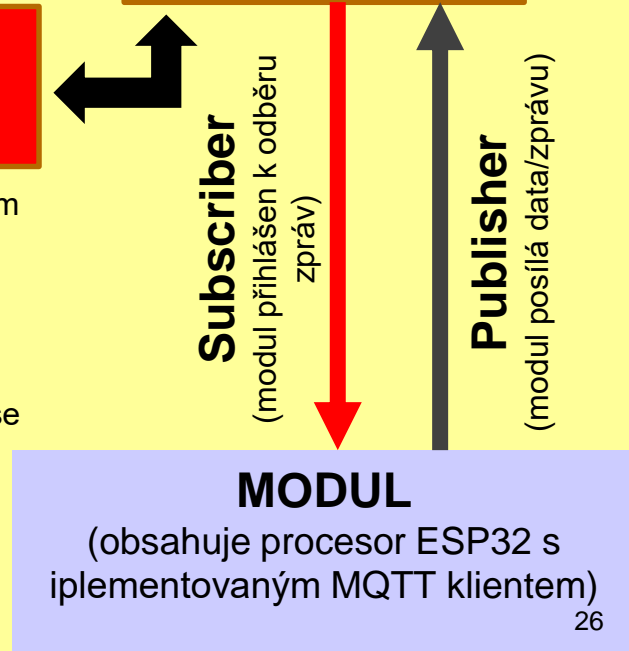 Subscriber
(modul přihlášen k odběru
zpráv)
Publisher
(modul posílá data/zprávu)
m
se
MODUL
(obsahuje procesor ESP32 s
iplementovaným MQTT klientem)
26